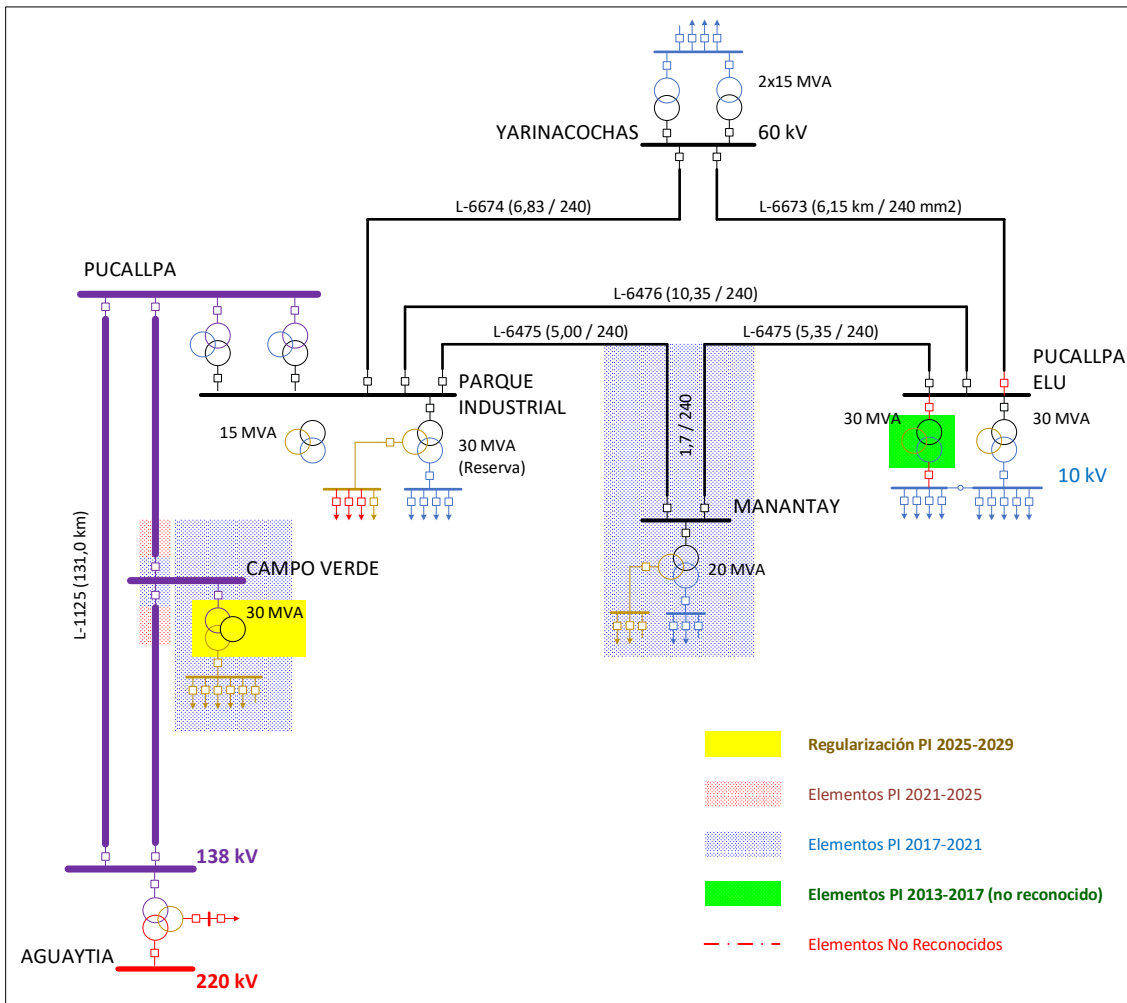 2x15 MVA
YARINACOCHAS
60 kV
L-6674 (6,83 / 240)
L-6673 (6,15 km / 240 mm2)
PUCALLPA
L-6476 (10,35 / 240)
L-6475 (5,00 / 240)
L-6475 (5,35 / 240)
PARQUE
INDUSTRIAL
PUCALLPA
ELU
15 MVA
30 MVA
(Reserva)
30 MVA
30 MVA
1,7 / 240
10 kV
MANANTAY
20 MVA
L-1125 (131,0 km)
CAMPO VERDE
30 MVA
Regularización PI 2025-2029
Elementos PI 2021-2025
Elementos PI 2017-2021
Elementos PI 2013-2017 (no reconocido)
Elementos No Reconocidos
138 kV
AGUAYTIA
220 kV